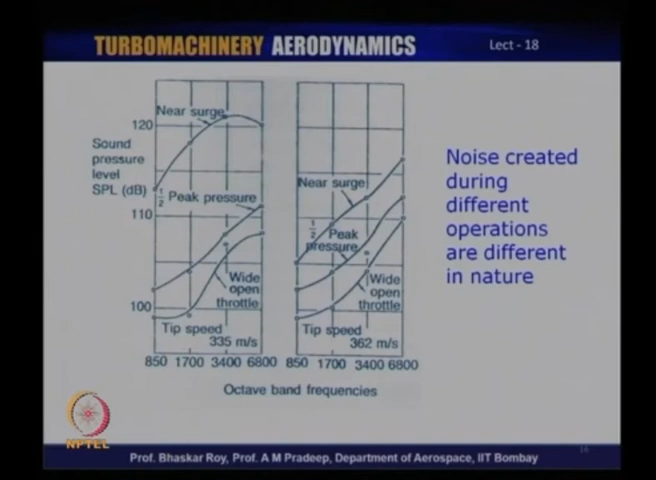 TURBOMACHINERY AERODYNAMICS
Lect - 18
Near surge
120
Sound
pressure
level
SPL (dB)
1/2 Peak pressure
110
Wide
open
throttle
100
Tip speed
335 m/s
850 1700 3400 6800
Near surge
1/2 Peak
pressure
Wide
open
throttle
Tip speed
362 m/s
850 1700 3400 6800
Octave band frequencies
Noise created
during
different
operations
are different
in nature
NPTEL
Prof. Bhaskar Roy, Prof. A M Pradeep, Department of Aerospace, IIT Bombay